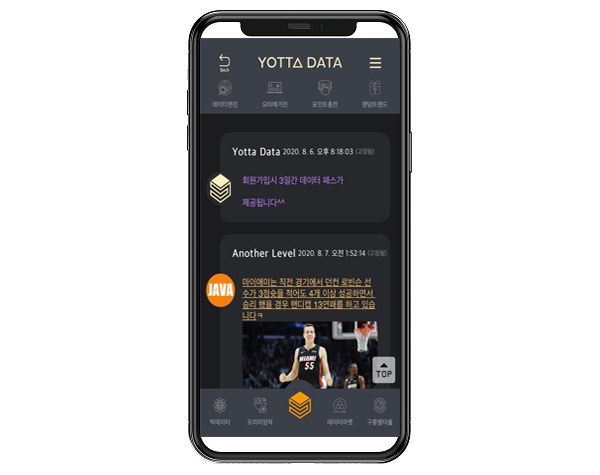 Back
YOTTA DATA
데이터엔진
요타매거진
포인트충전
랜덤트렌드
Yotta Data 2020. 8. 6. 오후 8:18:03 (고정됨)
회원가입시 3일간 데이터 패스가
제공됩니다^^
Another Level 2020. 8. 7. 오전 1:52:14 (고정됨)
JAVA
마이애미는 직전 경기에서 던컨 로빈슨 선
수가 3점슛을 적어도 4개 이상 성공하면서
승리 했을 경우 핸디캡 13연패를 하고 있습
니다ㅋ
MIAMI
55
TOP
빅데이터
프리미엄픽
데이터마켓
구종별타율